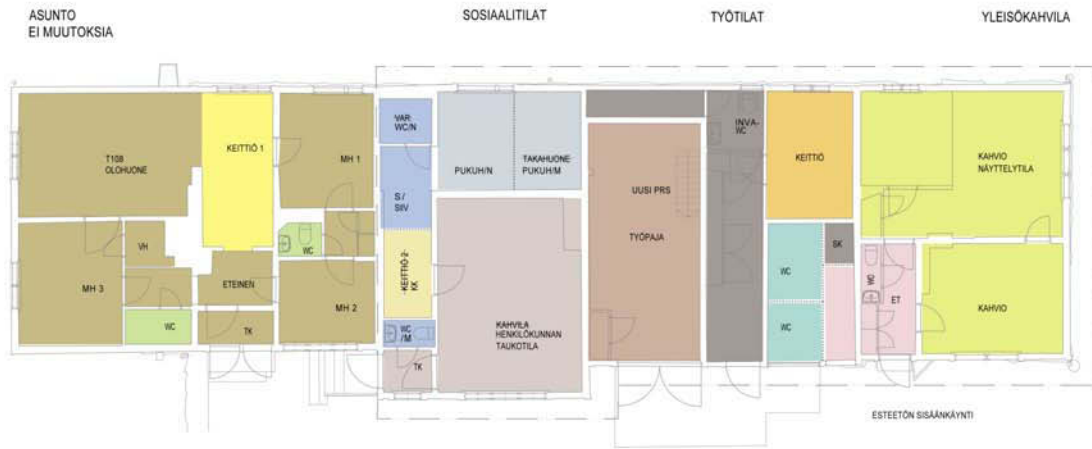 ASUNTO
EI MUUTOKSIA
SOSIAALITILAT
TYÖTILAT
YLEISÖKAHVILA
T108
OLOHUONE
KEITTIÖ 1
MH 1
VAR
WC/N
PUKUH/N
TAKAHUONE
PUKUH/M
INVA-
WC
KEITTIÖ
KAHVIO
NÄYTTELYTILA
S /
SIIV
UUSI PRS
TYÖPAJA
VH
WC
MH 3
ETEINEN
WC
TK
MH 2
KEITTIÖ-2-
KK
WC
/M
TK
KAHVILA
HENKILÖKUNNAN
TAUKOTILA
WC
WC
SK
WC
ET
KAHVIO
ESTEETÖN SISÄÄNKÄYNTI